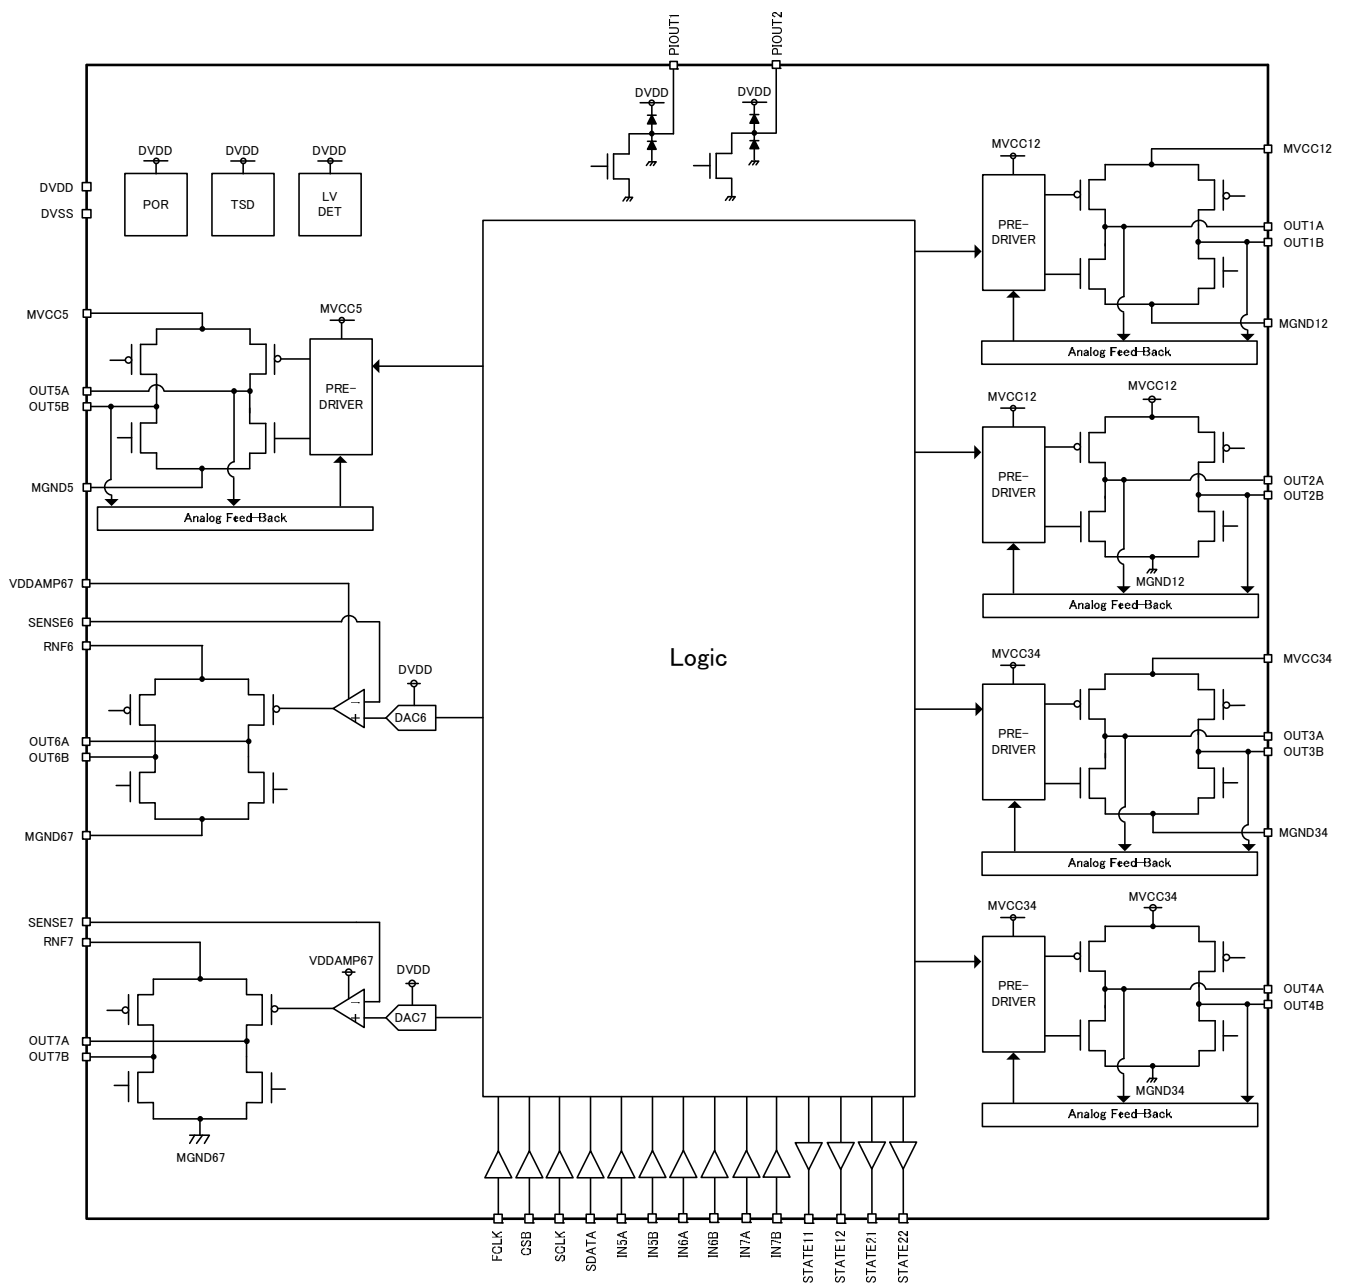 PIOUT1
PIOUT2
DVDD
DVDD
DVDD
DVDD
DVDD
POR
TSD
LV
DET
DVDD
DVSS
MVCC5
OUT5A
OUT5B
MGND5
MVCC5
PRE-
DRIVER
Analog Feed-Back
VDDAMP67
SENSE6
RNF6
OUT6A
OUT6B
MGND67
DVDD
DAC6
SENSE7
RNF7
OUT7A
OUT7B
VDDAMP67
DVDD
DAC7
MGND67
Logic
MVCC12
PRE-
DRIVER
MVCC12
OUT1A
OUT1B
MGND12
Analog Feed-Back
MVCC12
MVCC12
PRE-
DRIVER
OUT2A
OUT2B
MGND12
Analog Feed-Back
MVCC34
PRE-
DRIVER
MVCC34
OUT3A
OUT3B
MGND34
Analog Feed-Back
MVCC34
MVCC34
PRE-
DRIVER
OUT4A
OUT4B
MGND34
Analog Feed-Back
FCLK
CSB
SCLK
SDATA
IN5A
IN5B
IN6A
IN6B
IN7A
IN7B
STATE11
STATE12
STATE21
STATE22